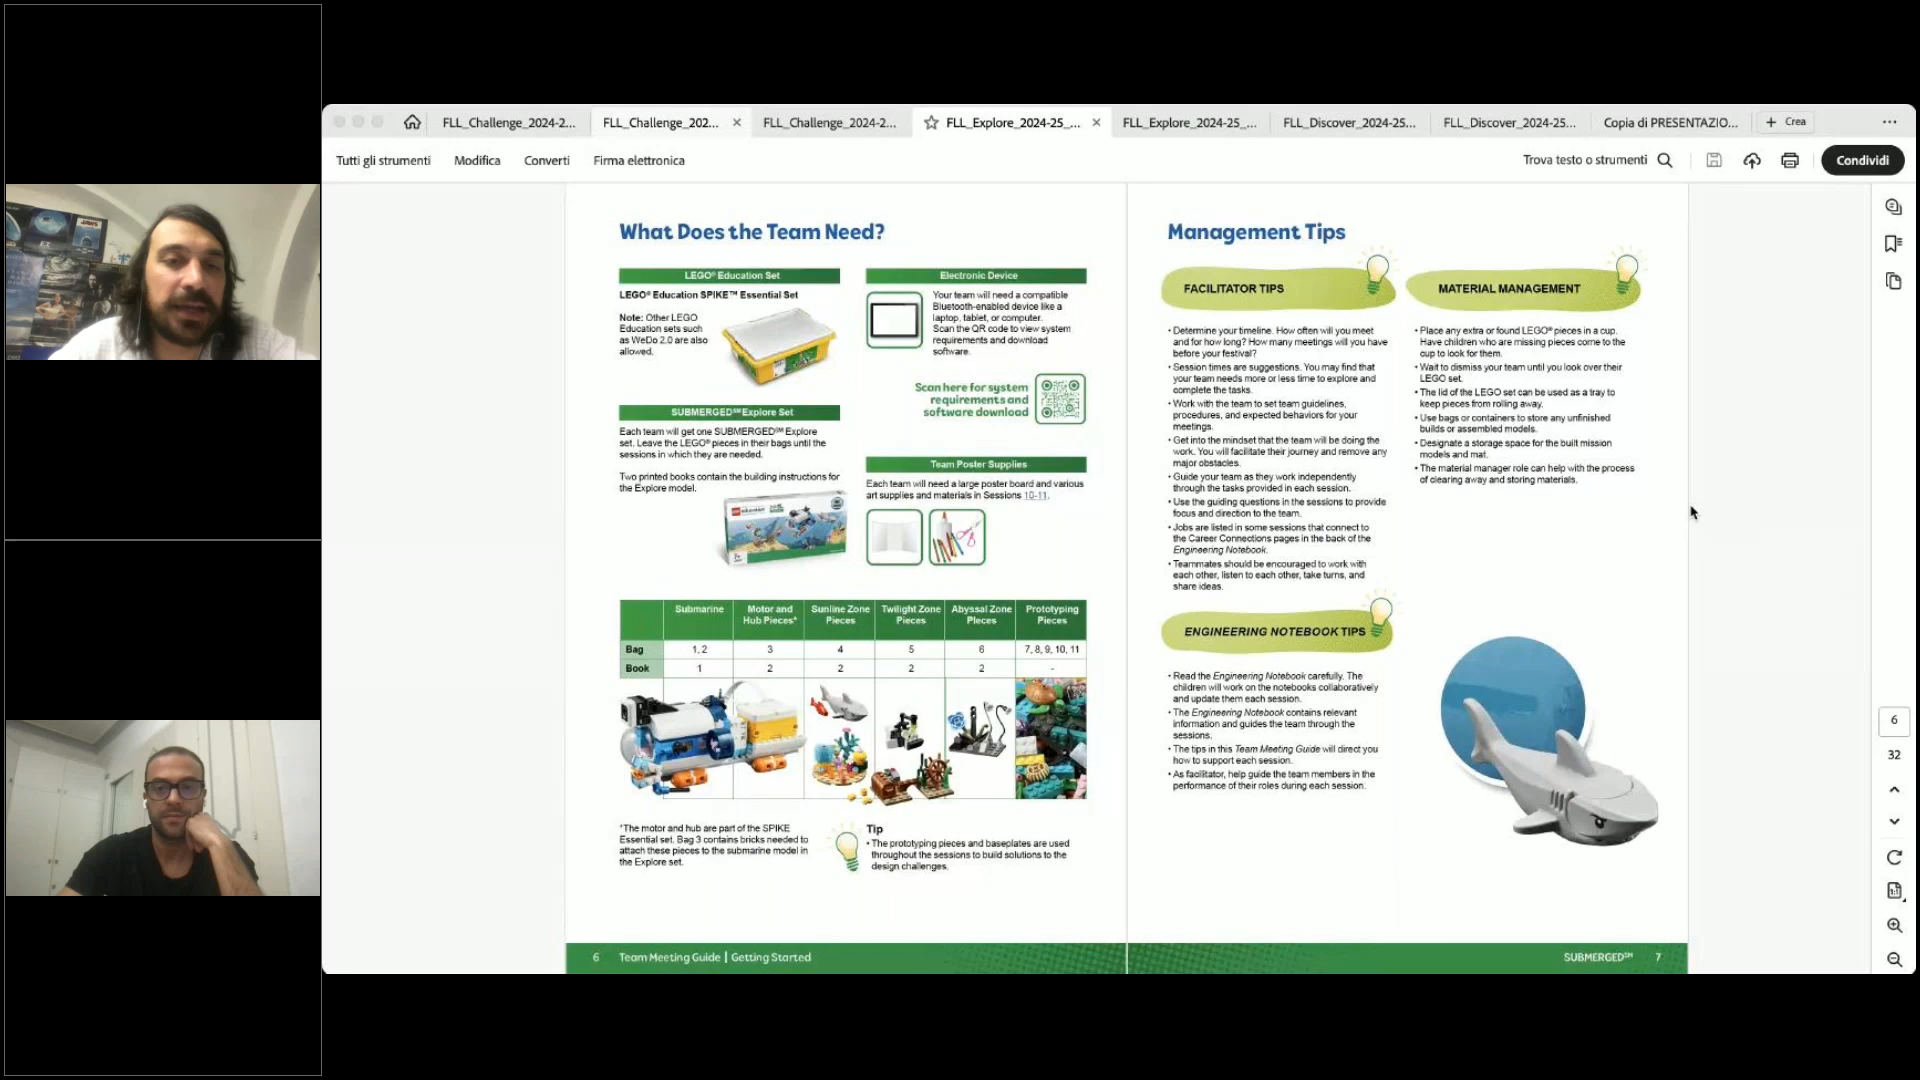 FLL_Challenge_2024-2...
FLL_Challenge_202...
FLL_Challenge_2024-2...
FLL_Explore_2024-25_...
FLL_Explore_2024-25_...
FLL_Discover_2024-25...
FLL_Discover_2024-25...
Copia di PRESENTAZIO...
Crea
Tutti gli strumenti
Modifica
Converti
Firma elettronica
Trova testo o strumenti
Condividi
What Does the Team Need?
LEGO® Education Set
LEGO® Education SPIKE™ Essential Set
Note: Other LEGO
Education sets such
as WeDo 2.0 are also
allowed.
SUBMERGED℠ Explore Set
Each team will get one SUBMERGED℠ Explore
set. Leave the LEGO® pieces in their bags until the
sessions in which they are needed.
Two printed books contain the building instructions for
the Explore model.
Electronic Device
Your team will need a compatible
Bluetooth-enabled device like a
laptop, tablet, or computer.
Scan the QR code to view system
requirements and download
software.
Scan here for system
requirements and
software download
Team Poster Supplies
Each team will need a large poster board and various
art supplies and materials in Sessions 10-11.
Submarine
Motor and
Hub Pieces*
Sunline Zone
Pieces
Twilight Zone
Pieces
Abyssal Zone
Pieces
Prototyping
Pieces
Bag 1, 2 3 4 5 6 7, 8, 9, 10, 11
Book 1 2 2 2 2 -
*The motor and hub are part of the SPIKE
Essential set. Bag 3 contains bricks needed to
attach these pieces to the submarine model in
the Explore set.
Tip
• The prototyping pieces and baseplates are used
throughout the sessions to build solutions to the
design challenges.
6 Team Meeting Guide | Getting Started
Management Tips
FACILITATOR TIPS
• Determine your timeline. How often will you meet
and for how long? How many meetings will you have
before your festival?
• Session times are suggestions. You may find that
your team needs more or less time to explore and
complete the tasks.
• Work with the team to set team guidelines,
procedures, and expected behaviors for your
meetings.
• Get into the mindset that the team will be doing the
work. You will facilitate their journey and remove any
major obstacles.
• Guide your team as they work independently
through the tasks provided in each session.
• Use the guiding questions in the sessions to provide
focus and direction to the team.
• Jobs are listed in some sessions that connect to
the Career Connections pages in the back of the
Engineering Notebook.
• Teammates should be encouraged to work with
each other, listen to each other, take turns, and
share ideas.
ENGINEERING NOTEBOOK TIPS
• Read the Engineering Notebook carefully. The
children will work on the notebooks collaboratively
and update them each session.
• The Engineering Notebook contains relevant
information and guides the team through the
sessions.
• The tips in this Team Meeting Guide will direct you
how to support each session.
• As facilitator, help guide the team members in the
performance of their roles during each session.
MATERIAL MANAGEMENT
• Place any extra or found LEGO® pieces in a cup.
Have children who are missing pieces come to the
cup to look for them.
• Wait to dismiss your team until you look over their
LEGO set.
• The lid of the LEGO set can be used as a tray to
keep pieces from rolling away.
• Use bags or containers to store any unfinished
builds or assembled models.
• Designate a storage space for the built mission
models and mat.
• The material manager role can help with the process
of clearing away and storing materials.
SUBMERGED℠ 7
6
32